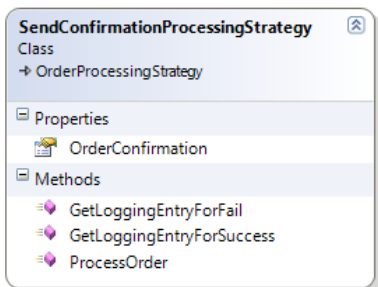 SendConfirmationProcessingStrategy
Class
OrderProcessingStrategy
Properties
OrderConfirmation
Methods
GetLoggingEntryForFail
GetLoggingEntryForSuccess
ProcessOrder